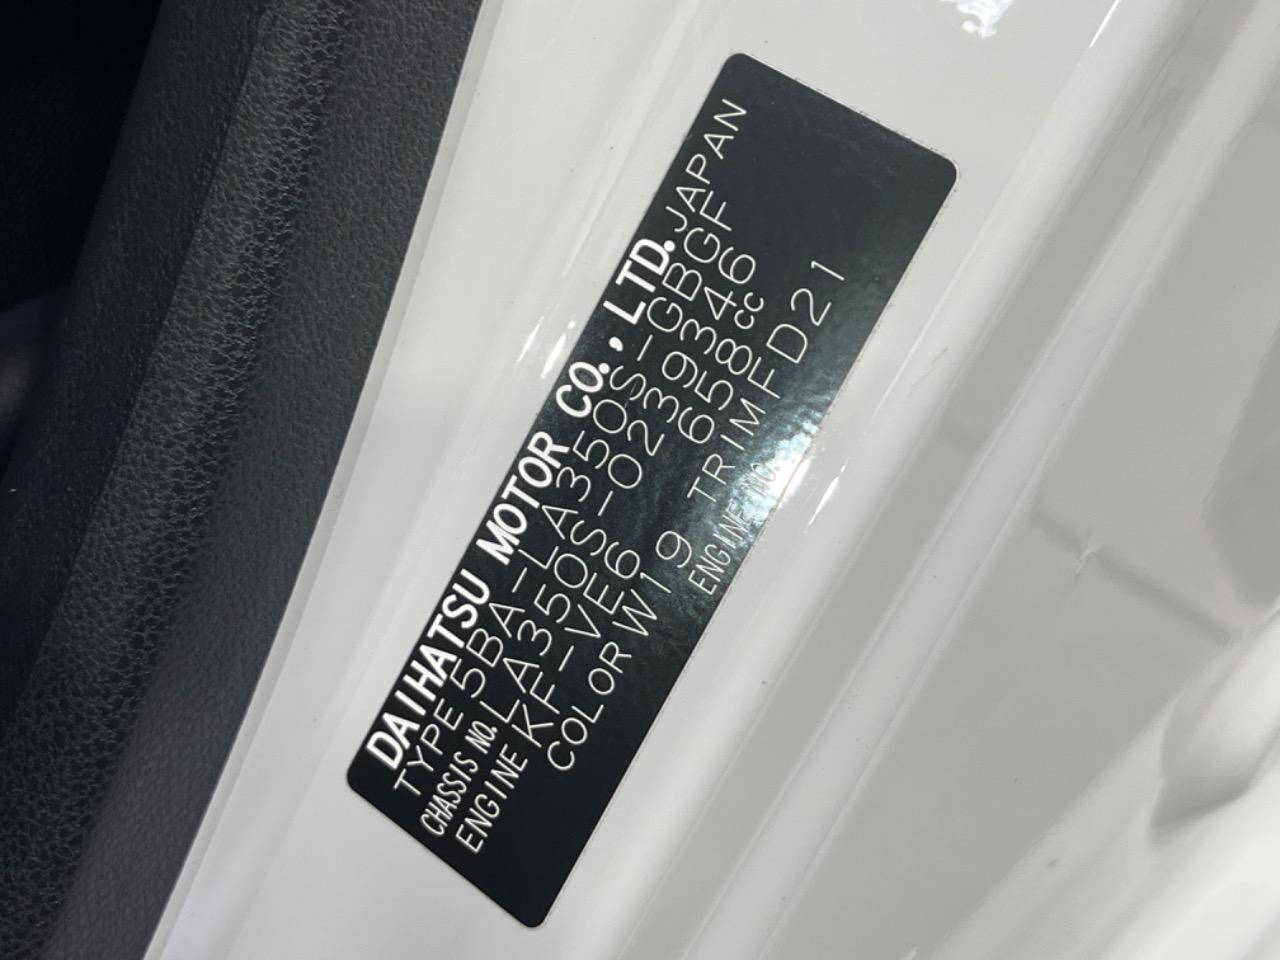 DAIHATSU MOTOR CO., LTD. JAPAN
TYPE 5BA-LA350S-GBGF
CHASSIS NO. LA350S-0239346
ENGINE KF-VE6 658cc
COLOR W19 TRIM FD21
ENGINE NO.